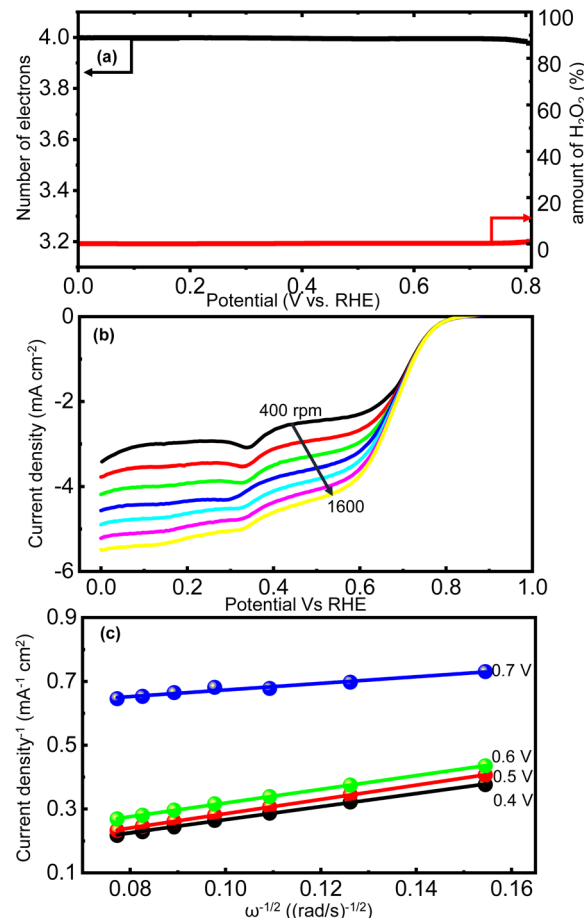 (a)
Number of electrons
4.0
3.8
3.6
3.4
3.2
100
80
60
40
20
0
amount of H₂O₂ (%)
0.0 0.2 0.4 0.6 0.8
Potential (V vs. RHE)
(b)
Current density (mA cm⁻²)
0
-2
-4
-6
400 rpm
1600
0.0 0.2 0.4 0.6 0.8 1.0
Potential Vs RHE
(c)
Current density⁻¹ (mA⁻¹ cm²)
0.9
0.7
0.5
0.3
0.1
0.7 V
0.6 V
0.5 V
0.4 V
0.08 0.10 0.12 0.14 0.16
ω⁻¹/² ((rad/s)⁻¹/²)